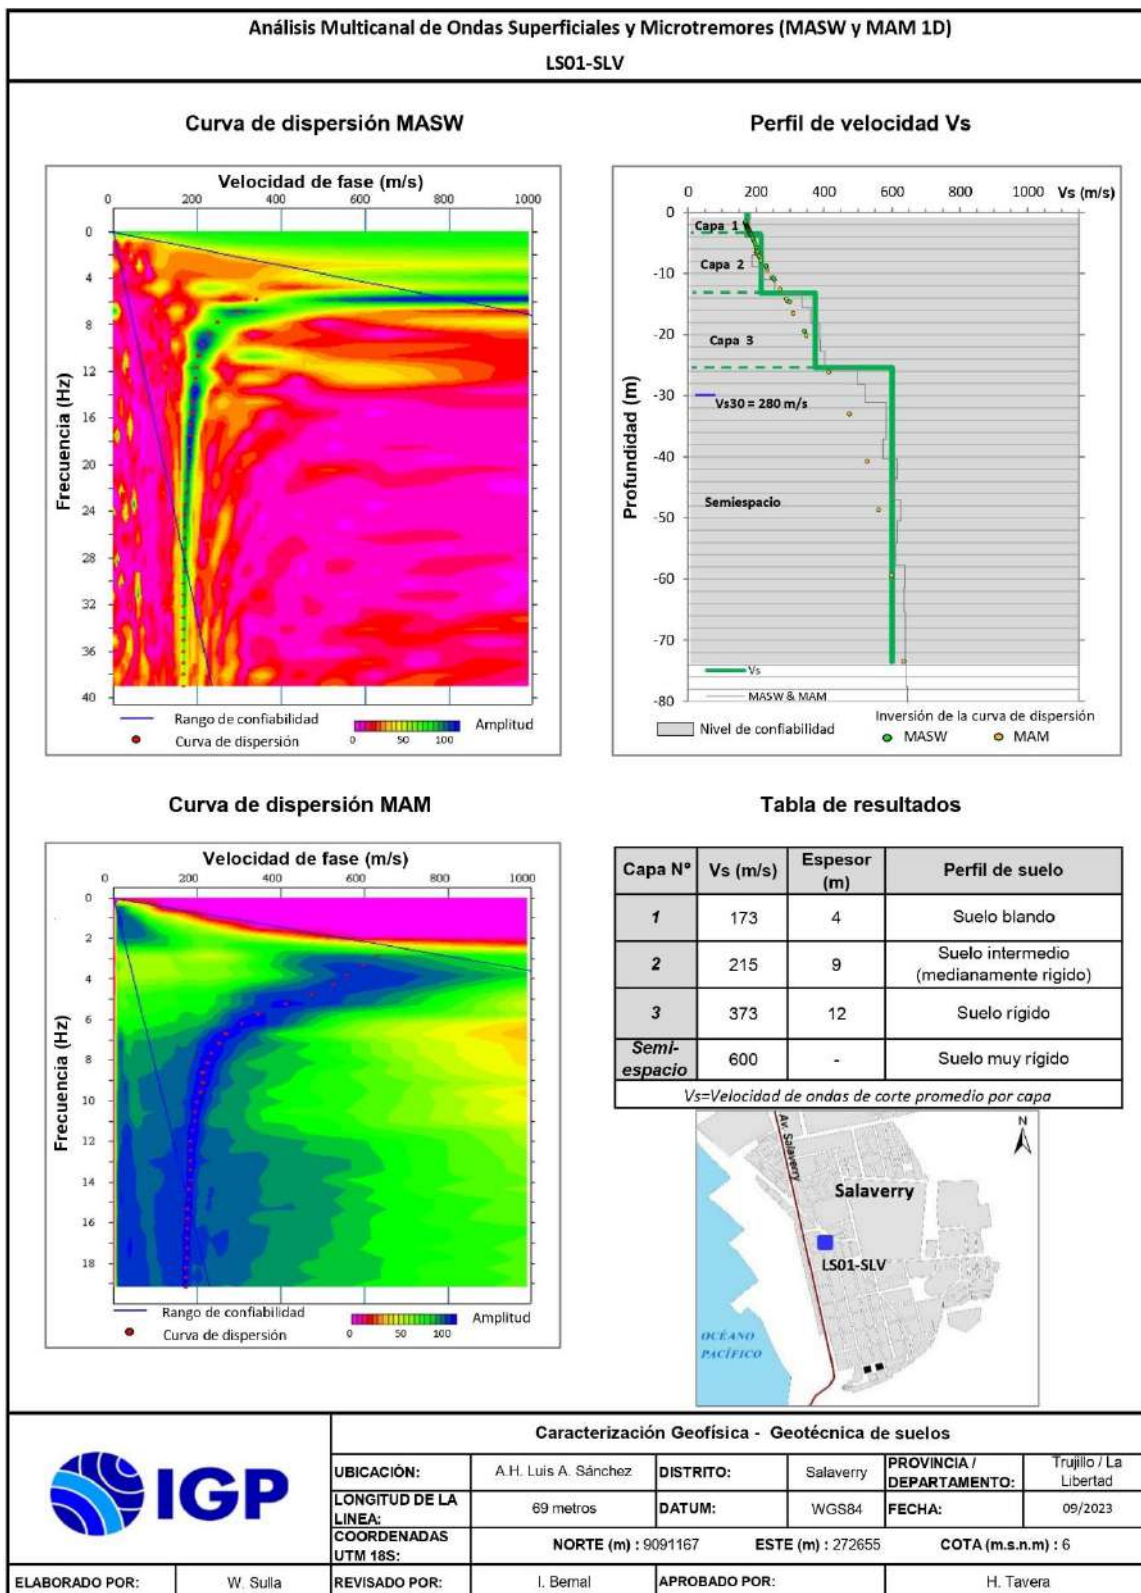 Análisis Multicanal de Ondas Superficiales y Microtremores (MASW y MAM 1D)
LS01-SLV
Curva de dispersión MASW
Velocidad de fase (m/s)
0 200 400 600 800 1000
Frecuencia (Hz)
0
4
8
12
16
20
24
28
32
36
40
Rango de confiabilidad
Curva de dispersión
Amplitud
0 50 100
Perfil de velocidad Vs
0 200 400 600 800 1000 Vs (m/s)
Profundidad (m)
0
-10
-20
-30
-40
-50
-60
-70
-80
Capa 1
Capa 2
Capa 3
Vs30 = 280 m/s
Semiespacio
Vs
MASW & MAM
Nivel de confiabilidad
Inversión de la curva de dispersión
MASW MAM
Curva de dispersión MAM
Velocidad de fase (m/s)
0 200 400 600 800 1000
Frecuencia (Hz)
0
2
4
6
8
10
12
14
16
18
Rango de confiabilidad
Curva de dispersión
Amplitud
0 50 100
Tabla de resultados
Capa Nº Vs (m/s) Espesor (m) Perfil de suelo
1 173 4 Suelo blando
2 215 9 Suelo intermedio (medianamente rígido)
3 373 12 Suelo rígido
Semi-espacio 600 - Suelo muy rígido
Vs=Velocidad de ondas de corte promedio por capa
N
Av. Salaverry
Salaverry
LS01-SLV
OCÉANO
PACÍFICO
IGP
Caracterización Geofísica - Geotécnica de suelos
UBICACIÓN: A.H. Luis A. Sánchez DISTRITO: Salaverry PROVINCIA / DEPARTAMENTO: Trujillo / La Libertad
LONGITUD DE LA LINEA: 69 metros DATUM: WGS84 FECHA: 09/2023
COORDENADAS UTM 18S: NORTE (m) : 9091167 ESTE (m) : 272655 COTA (m.s.n.m) : 6
ELABORADO POR: W. Sulla REVISADO POR: I. Bernal APROBADO POR: H. Tavera